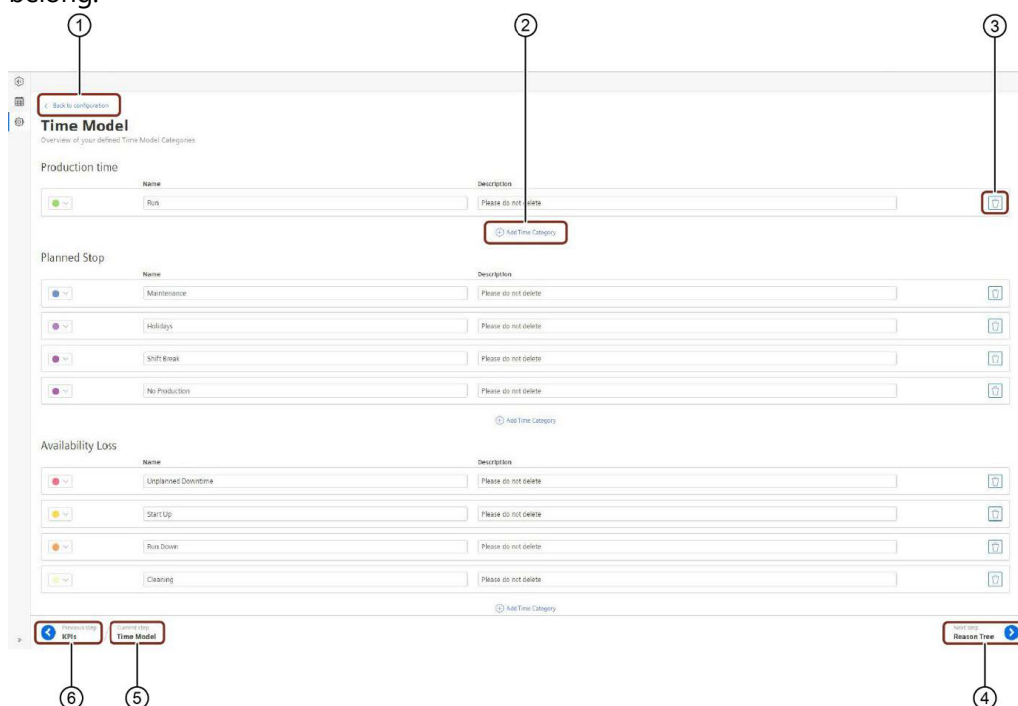 belong.
1 2 3
Back to configuration
Time Model
Overview of your defined Time Model Categories
Production time
Name Description
Run Please do not delete
Add Time Category
Planned Stop
Name Description
Maintenance Please do not delete
Holidays Please do not delete
Shift Break Please do not delete
No Production Please do not delete
Add Time Category
Availability Loss
Name Description
Unplanned Downtime Please do not delete
Start Up Please do not delete
Run Down Please do not delete
Cleaning Please do not delete
Add Time Category
Previous step Current step Next step
KPIs Time Model Reason Tree
6 5 4